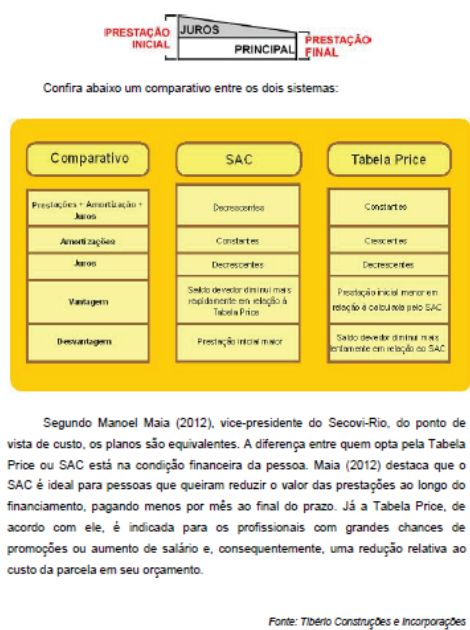 PRESTAÇÃO INICIAL
JUROS
PRINCIPAL
PRESTAÇÃO FINAL
Confira abaixo um comparativo entre os dois sistemas:
Comparativo
SAC
Tabela Price
Prestações = Amortização +
Juros
Decrescentes
Constantes
Amortizações
Constantes
Crescentes
Juros
Decrescentes
Decrescentes
Vantagem
Saldo devedor diminui mais
rapidamente em relação à
Tabela Price
Prestação inicial menor em
relação à calculada pelo SAC
Desvantagem
Prestação inicial maior
Saldo devedor diminui mais
lentamente em relação ao SAC
Segundo Manoel Maia (2012), vice-presidente do Secovi-Rio, do ponto de
vista de custo, os planos são equivalentes. A diferença entre quem opta pela Tabela
Price ou SAC está na condição financeira da pessoa. Maia (2012) destaca que o
SAC é ideal para pessoas que queiram reduzir o valor das prestações ao longo do
financiamento, pagando menos por mês ao final do prazo. Já a Tabela Price, de
acordo com ele, é indicada para os profissionais com grandes chances de
promoções ou aumento de salário e, consequentemente, uma redução relativa ao
custo da parcela em seu orçamento.
Fonte: Tibério Construções e Incorporações